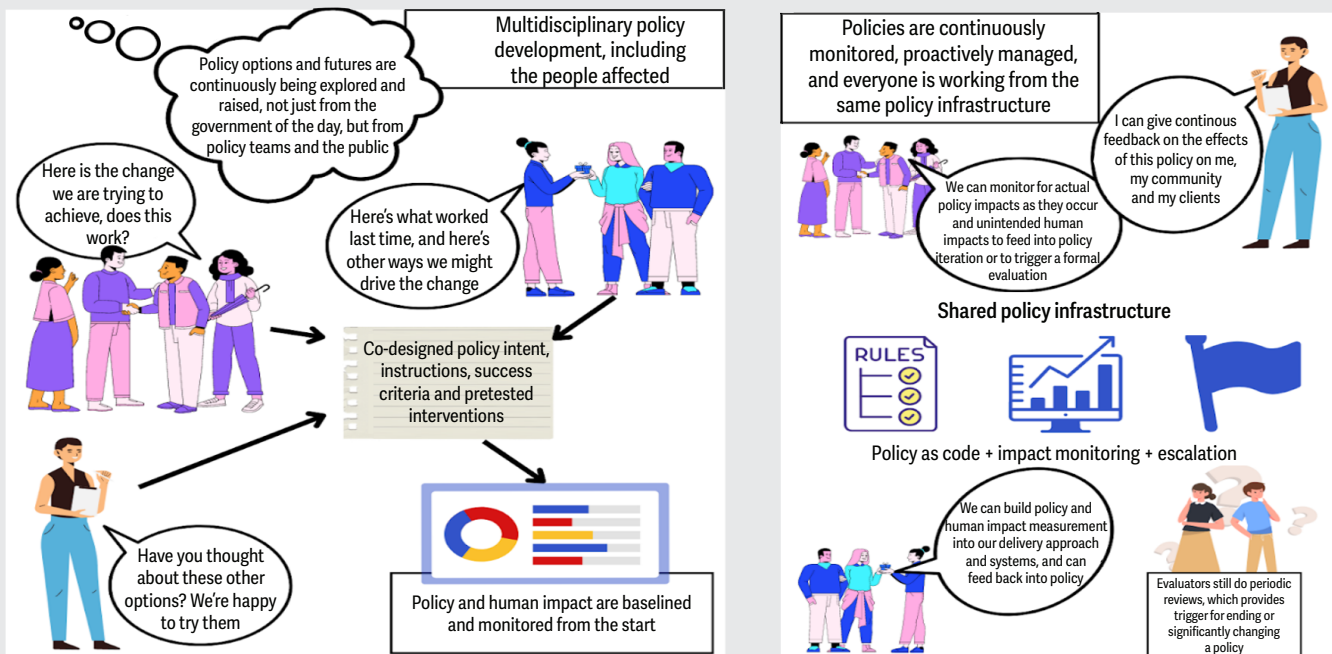 Policy options and futures are
continuously being explored and
raised, not just from the
government of the day, but from
policy teams and the public
Multidisciplinary policy
development, including
the people affected
Here is the change
we are trying to
achieve, does this
work?
Here's what worked
last time, and here's
other ways we might
drive the change
Co-designed policy intent,
instructions, success
criteria and pretested
interventions
Have you thought
about these other
options? We're happy
to try them
Policy and human impact are baselined
and monitored from the start
Policies are continuously
monitored, proactively managed,
and everyone is working from the
same policy infrastructure
I can give continous
feedback on the effects
of this policy on me,
my community
and my clients
We can monitor for actual
policy impacts as they occur
and unintended human
impacts to feed into policy
iteration or to trigger a formal
evaluation
Shared policy infrastructure
RULES
Policy as code + impact monitoring + escalation
We can build policy and
human impact measurement
into our delivery approach
and systems, and can
feed back into policy
?
?
?
Evaluators still do periodic
reviews, which provides
trigger for ending or
significantly changing
a policy